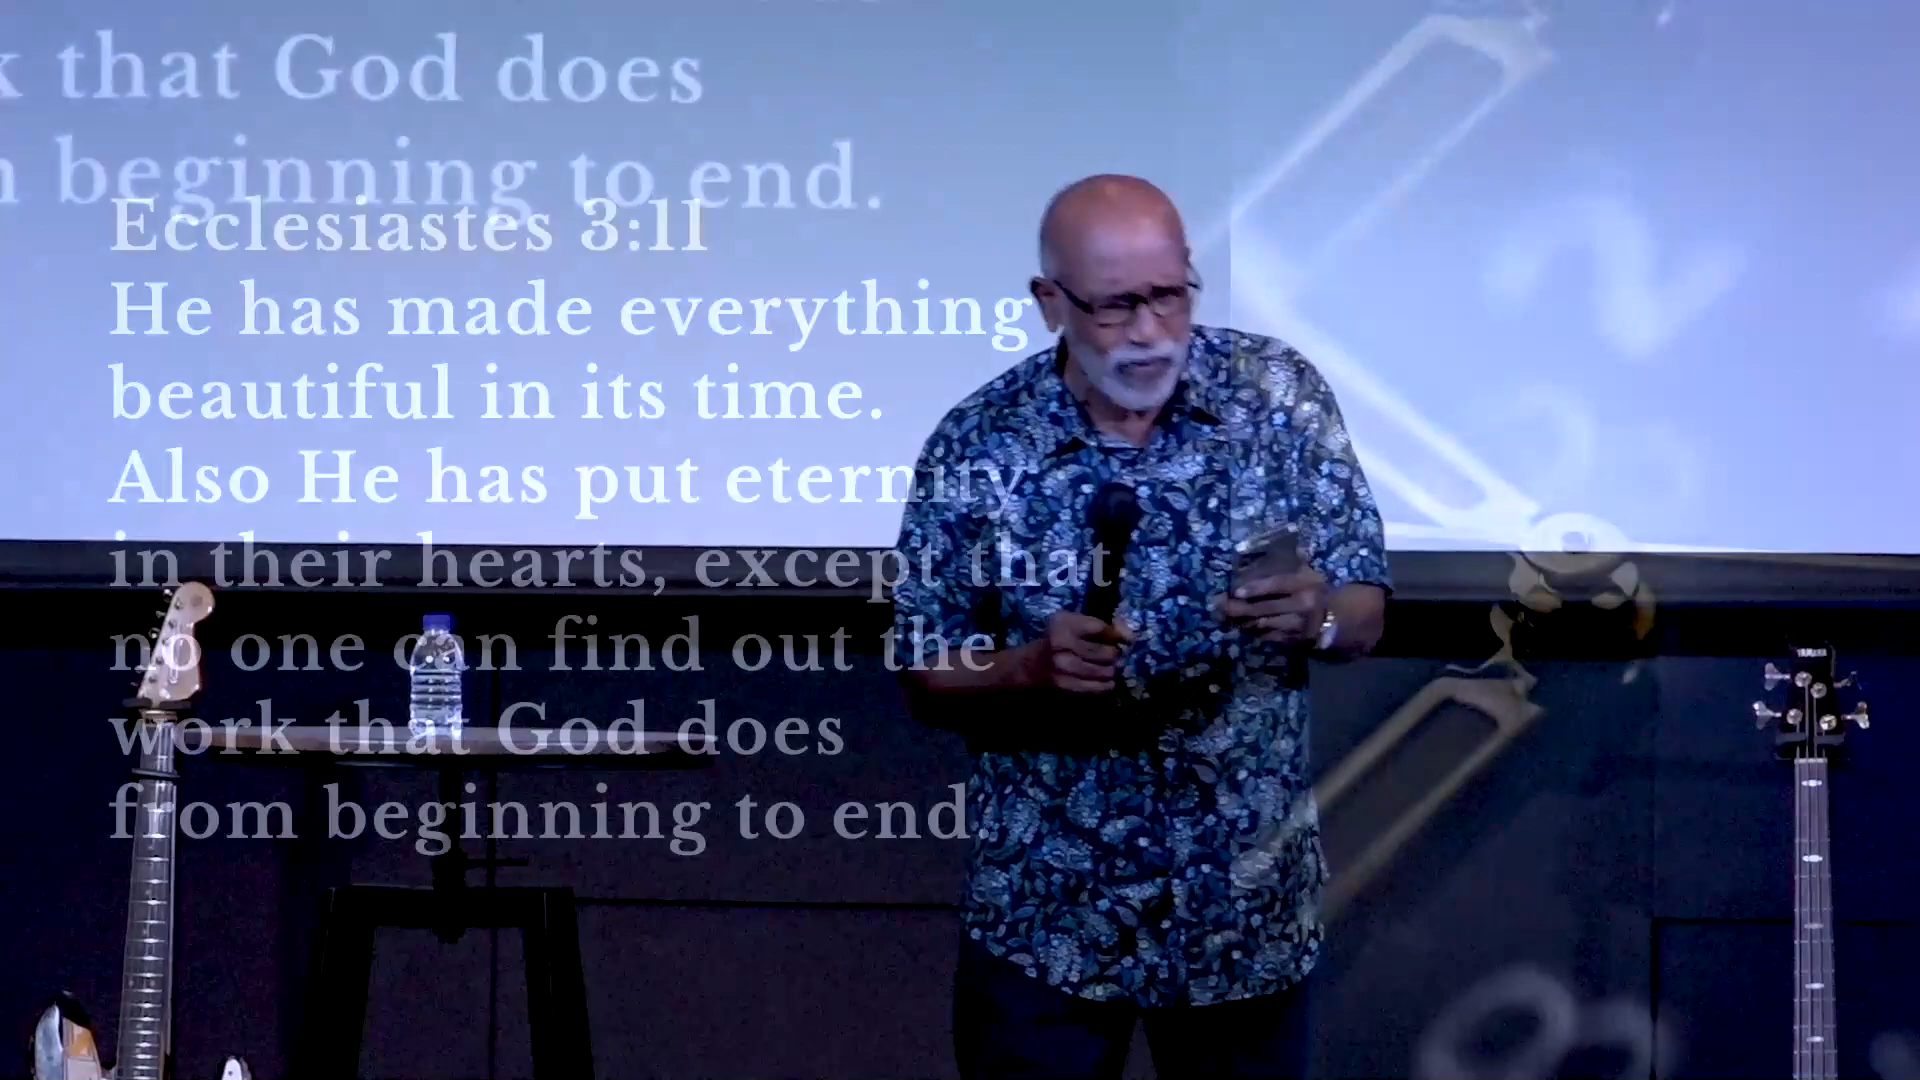 k that God does
beginning to end.
Ecclesiastes 3:11
He has made everything
beautiful in its time.
Also He has put eternity
in their hearts, except that
no one can find out the
work that God does
from beginning to end.
YAMAHA